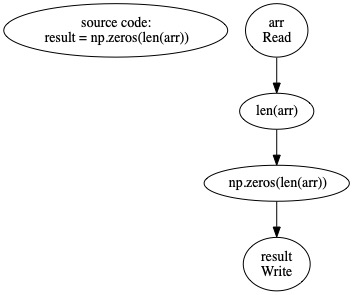 source code:
result = np.zeros(len(arr))
arr
Read
len(arr)
np.zeros(len(arr))
result
Write